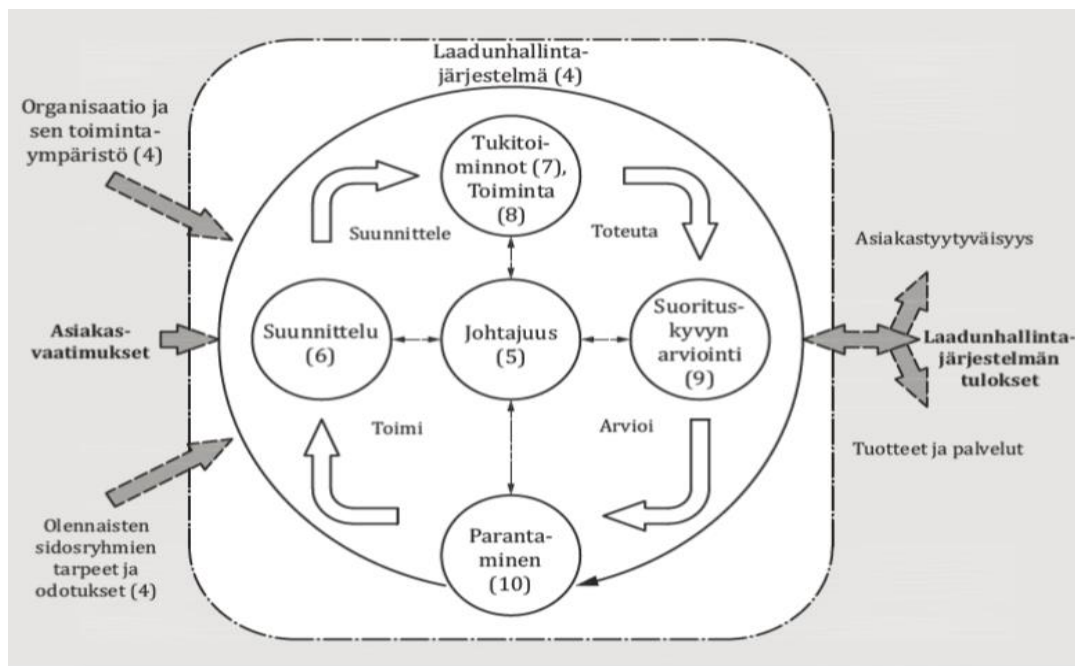 Laadunhallinta-
järjestelmä (4)
Organisaatio ja
sen toiminta-
ympäristö (4)
Tukitoi-
minnot (7),
Toiminta
(8)
Suunnittele
Toteuta
Asiakastyytyväisyys
Asiakas-
vaatimukset
Suunnittelu
(6)
Johtajuus
(5)
Suoritus-
kyvyn
arviointi
(9)
Laadunhallinta-
järjestelmän
tulokset
Toimi
Arvioi
Tuotteet ja palvelut
Olennaisten
sidosryhmien
tarpeet ja
odotukset (4)
Paranta-
minen
(10)